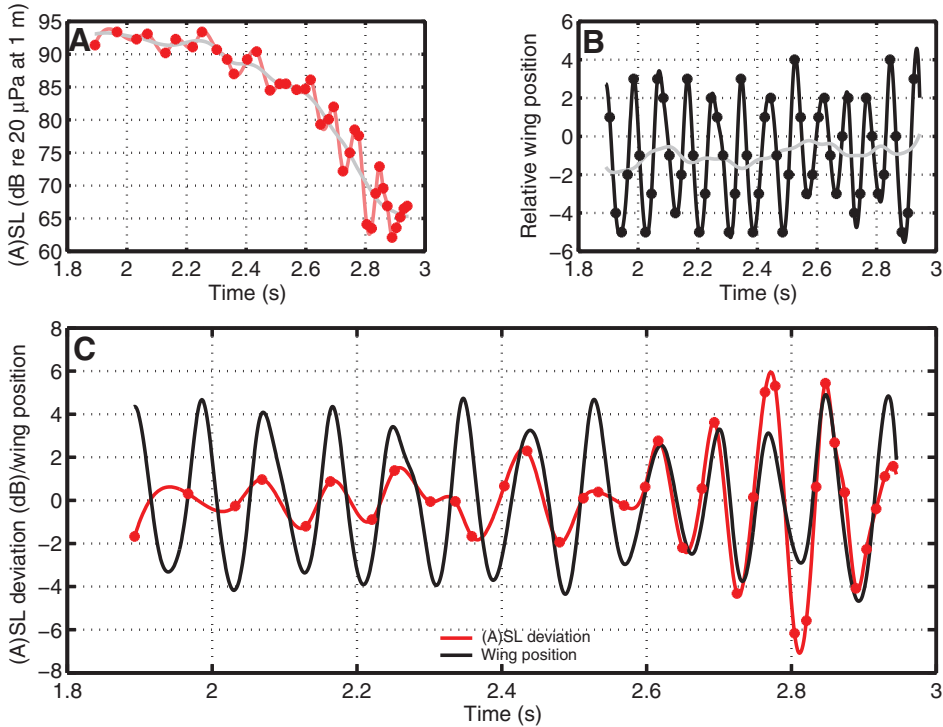 A
(A)SL (dB re 20 µPa at 1 m)
95
90
85
80
75
70
65
60
1.8 2 2.2 2.4 2.6 2.8 3
Time (s)
B
Relative wing position
6
4
2
0
−2
−4
−6
1.8 2 2.2 2.4 2.6 2.8 3
Time (s)
C
(A)SL deviation (dB)/wing position
8
6
4
2
0
−2
−4
−6
−8
(A)SL deviation
Wing position
1.8 2 2.2 2.4 2.6 2.8 3
Time (s)